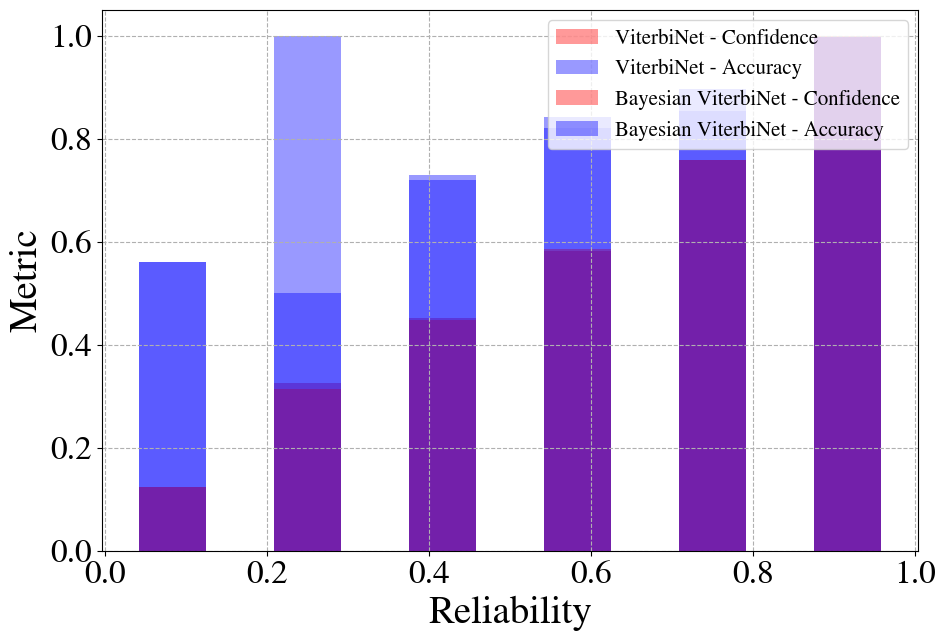 1.0
0.8
0.6
0.4
0.2
0.0
Metric
ViterbiNet - Confidence
ViterbiNet - Accuracy
Bayesian ViterbiNet - Confidence
Bayesian ViterbiNet - Accuracy
0.0 0.2 0.4 0.6 0.8 1.0
Reliability